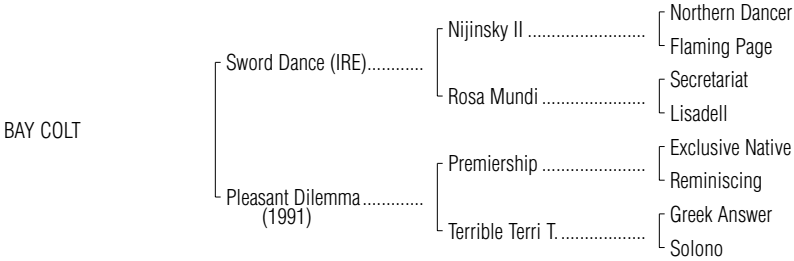 Northern Dancer
Nijinsky II ........................
Flaming Page
Sword Dance (IRE)............
Secretariat
Rosa Mundi .....................
Lisadell
BAY COLT
Exclusive Native
Premiership .....................
Reminiscing
Pleasant Dilemma.............
(1991)
Greek Answer
Terrible Terri T..................
Solono